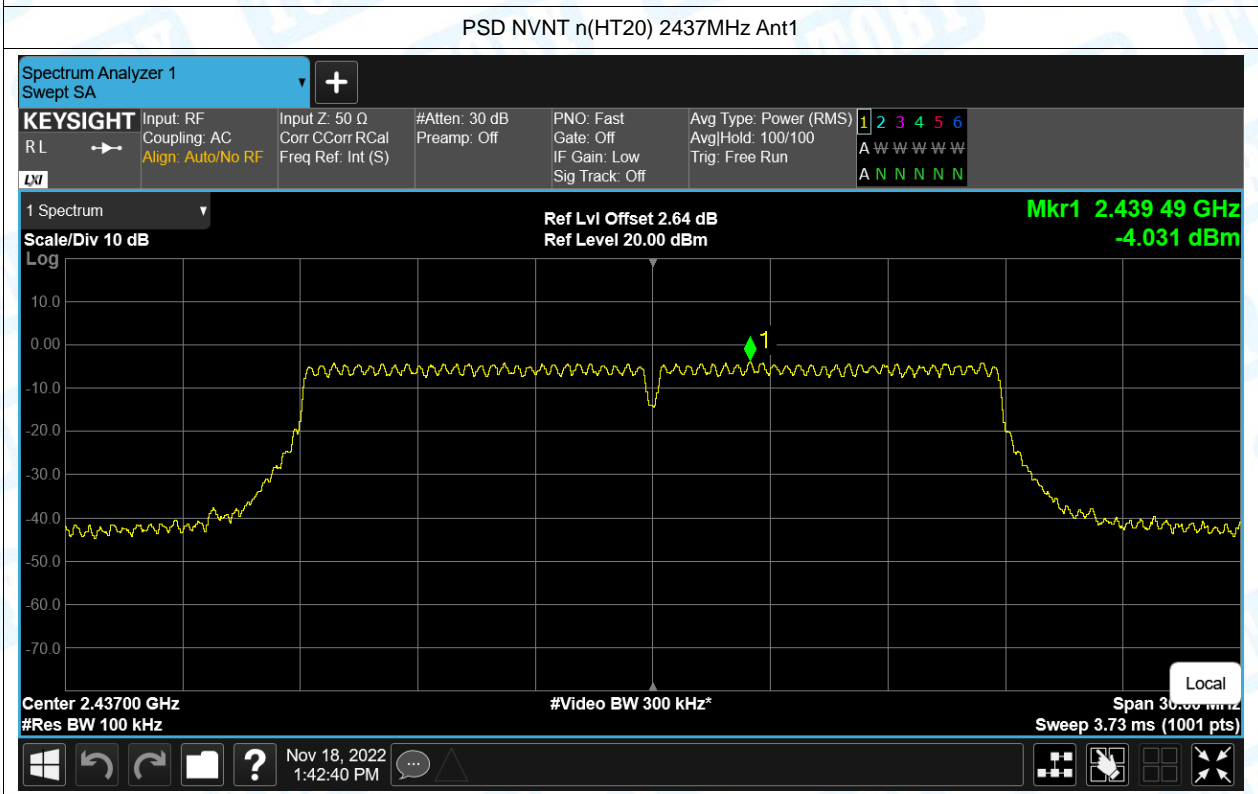 PSD NVNT n(HT20) 2437MHz Ant1
Spectrum Analyzer 1
Swept SA
KEYSIGHT
RL
LXI
Input: RF
Coupling: AC
Align: Auto/No RF
Input Z: 50 Ω
Corr CCorr RCal
Freq Ref: Int (S)
#Atten: 30 dB
Preamp: Off
PNO: Fast
Gate: Off
IF Gain: Low
Sig Track: Off
Avg Type: Power (RMS)
Avg|Hold: 100/100
Trig: Free Run
1 2 3 4 5 6
A W W W W W
A N N N N N
1 Spectrum
Scale/Div 10 dB
Ref Lvl Offset 2.64 dB
Ref Level 20.00 dBm
Mkr1 2.439 49 GHz
-4.031 dBm
Log
10.0
0.00
-10.0
-20.0
-30.0
-40.0
-50.0
-60.0
-70.0
1
Local
Center 2.43700 GHz
#Res BW 100 kHz
#Video BW 300 kHz*
Span 30.00 MHz
Sweep 3.73 ms (1001 pts)
?
Nov 18, 2022
1:42:40 PM